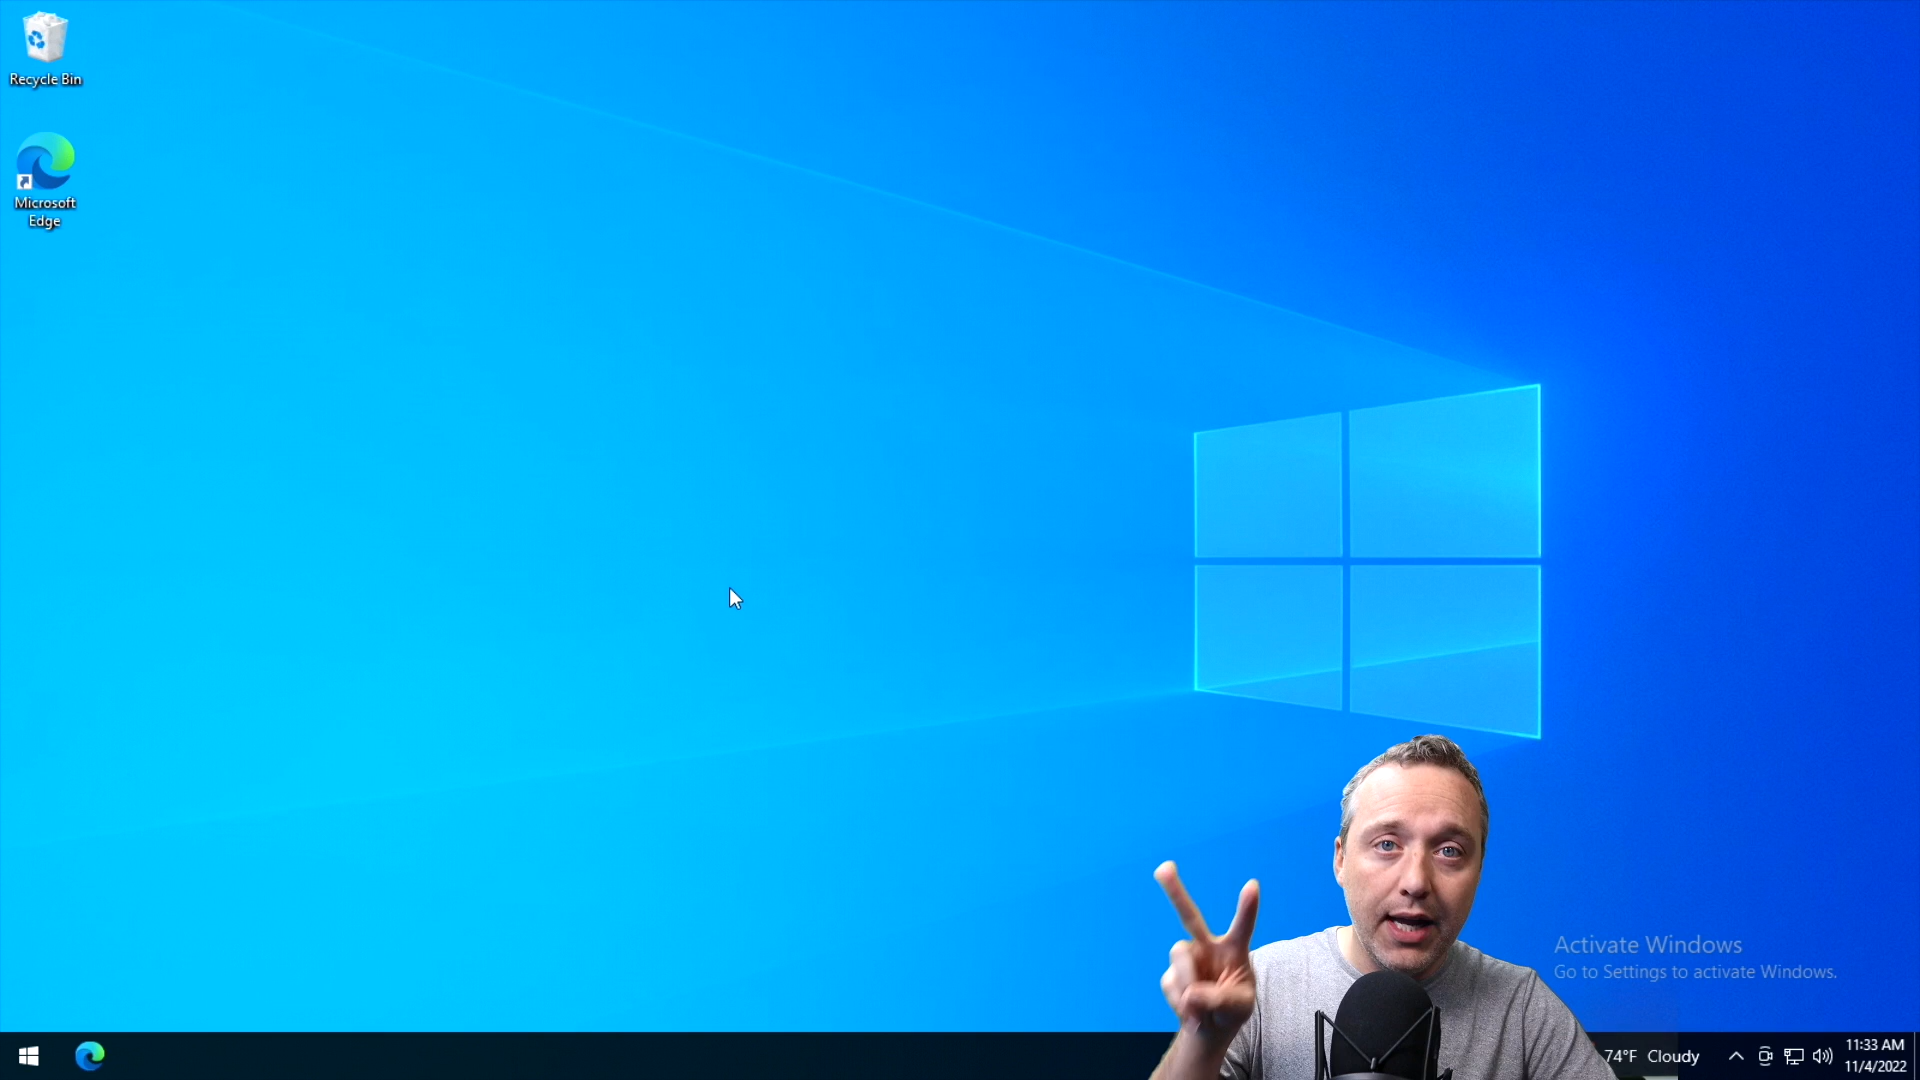 Recycle Bin
Microsoft
Edge
Activate Windows
Go to Settings to activate Windows.
74°F Cloudy
11:33 AM
11/4/2022